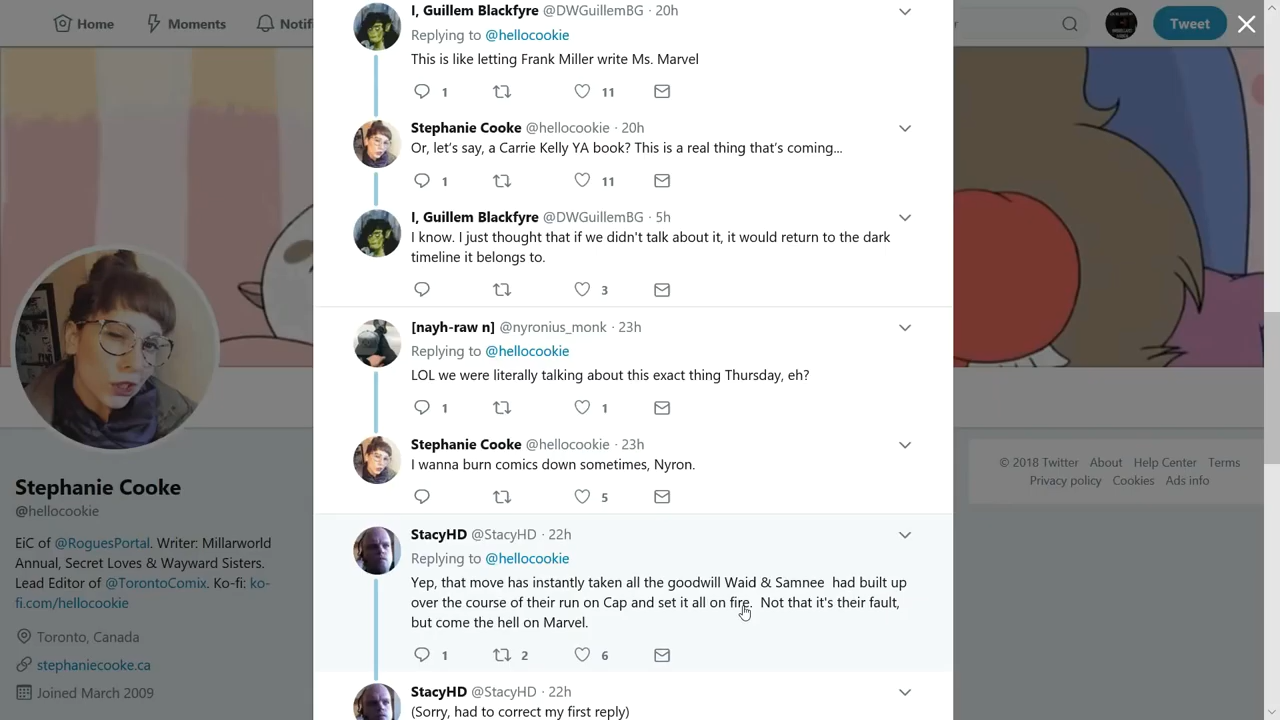 Home
Moments
Notif
Tweet
I, Guillem Blackfyre @DWGuillemBG · 20h
Replying to @hellocookie
This is like letting Frank Miller write Ms. Marvel
1
11
Stephanie Cooke @hellocookie · 20h
Or, let's say, a Carrie Kelly YA book? This is a real thing that's coming...
1
11
I, Guillem Blackfyre @DWGuillemBG · 5h
I know. I just thought that if we didn't talk about it, it would return to the dark
timeline it belongs to.
3
[nayh-raw n] @nyronius_monk · 23h
Replying to @hellocookie
LOL we were literally talking about this exact thing Thursday, eh?
1
1
Stephanie Cooke @hellocookie · 23h
I wanna burn comics down sometimes, Nyron.
5
StacyHD @StacyHD · 22h
Replying to @hellocookie
Yep, that move has instantly taken all the goodwill Waid & Samnee had built up
over the course of their run on Cap and set it all on fire. Not that it's their fault,
but come the hell on Marvel.
1
2
6
StacyHD @StacyHD · 22h
(Sorry, had to correct my first reply)
Stephanie Cooke
@hellocookie
EiC of @RoguesPortal. Writer: Millarworld
Annual, Secret Loves & Wayward Sisters.
Lead Editor of @TorontoComix. Ko-fi: ko-
fi.com/hellocookie
Toronto, Canada
stephaniecooke.ca
Joined March 2009
© 2018 Twitter About Help Center Terms
Privacy policy Cookies Ads info